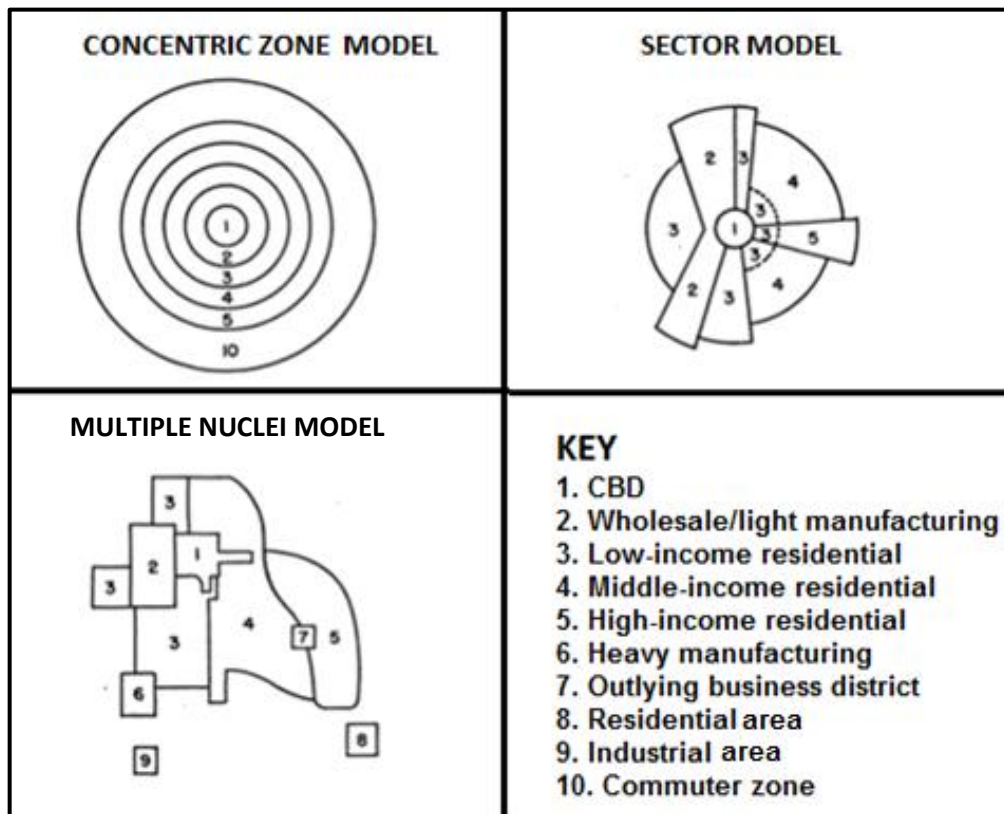 CONCENTRIC ZONE MODEL
1
2
3
4
5
10
SECTOR MODEL
2
3
4
3
3
1
3
5
3
2
3
4
MULTIPLE NUCLEI MODEL
3
1
2
3
4
3
7
5
6
8
9
KEY
1. CBD
2. Wholesale/light manufacturing
3. Low-income residential
4. Middle-income residential
5. High-income residential
6. Heavy manufacturing
7. Outlying business district
8. Residential area
9. Industrial area
10. Commuter zone